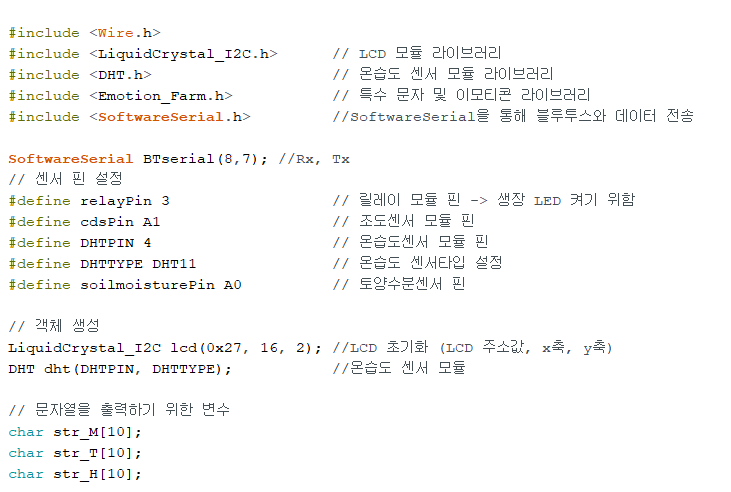 #include <Wire.h>
#include <LiquidCrystal_I2C.h>      // LCD 모듈 라이브러리
#include <DHT.h>                    // 온습도 센서 모듈 라이브러리
#include <Emotion_Farm.h>           // 특수 문자 및 이모티콘 라이브러리
#include <SoftwareSerial.h>         //SoftwareSerial을 통해 블루투스와 데이터 전송
SoftwareSerial BTserial(8,7); //Rx, Tx
// 센서 핀 설정
#define relayPin 3                  // 릴레이 모듈 핀 -> 생장 LED 켜기 위함
#define cdsPin A1                   // 조도센서 모듈 핀
#define DHTPIN 4                    // 온습도센서 모듈 핀
#define DHTTYPE DHT11               // 온습도 센서타입 설정
#define soilmoisturePin A0          // 토양수분센서 핀
// 객체 생성
LiquidCrystal_I2C lcd(0x27, 16, 2); //LCD 초기화 (LCD 주소값, x축, y축)
DHT dht(DHTPIN, DHTTYPE);           //온습도 센서 모듈
// 문자열을 출력하기 위한 변수
char str_M[10];
char str_T[10];
char str_H[10];